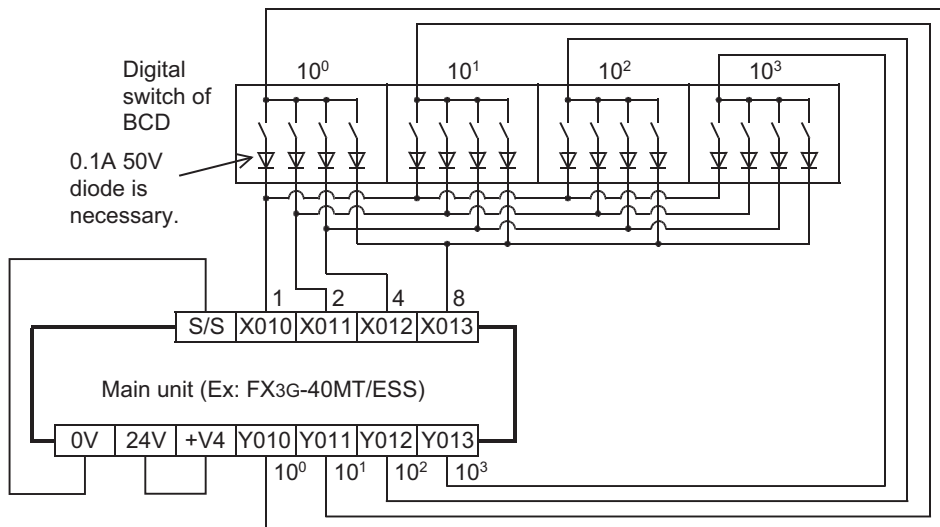 Digital
switch of
BCD
10⁰ 10¹ 10² 10³
0.1A 50V
diode is
necessary.
1 2 4 8
S/S X010 X011 X012 X013
Main unit (Ex: FX3G-40MT/ESS)
0V 24V +V4 Y010 Y011 Y012 Y013
10⁰ 10¹ 10² 10³